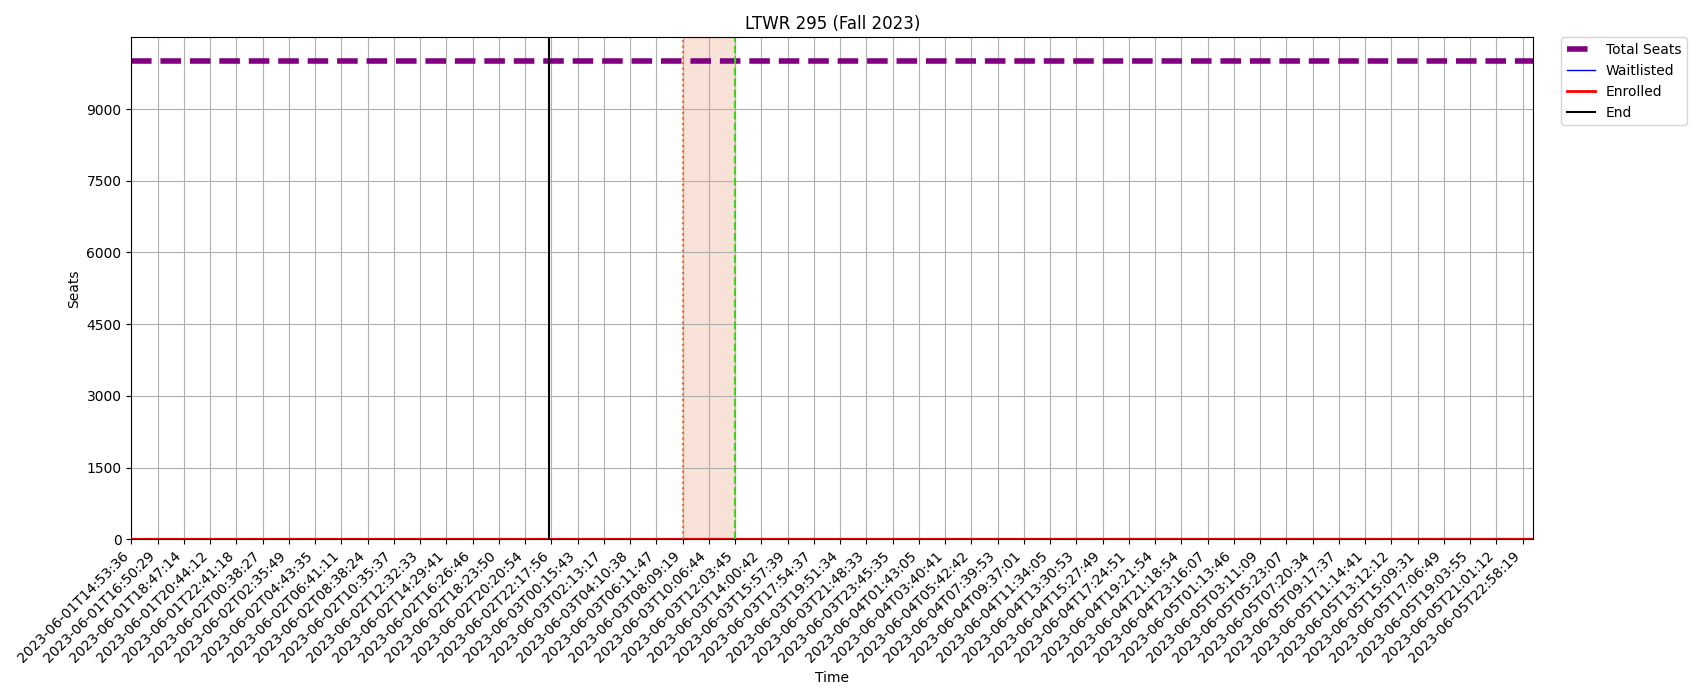 LTWR 295 (Fall 2023)
Total Seats
Waitlisted
Enrolled
End
Seats
9000
7500
6000
4500
3000
1500
0
2023-06-01T14:53:36
2023-06-01T16:50:29
2023-06-01T18:47:14
2023-06-01T20:44:12
2023-06-01T22:41:18
2023-06-02T00:38:27
2023-06-02T02:35:49
2023-06-02T04:43:35
2023-06-02T06:41:11
2023-06-02T08:38:24
2023-06-02T10:35:37
2023-06-02T12:32:33
2023-06-02T14:29:41
2023-06-02T16:26:46
2023-06-02T18:23:50
2023-06-02T20:20:54
2023-06-02T22:17:56
2023-06-03T00:15:43
2023-06-03T02:13:17
2023-06-03T04:10:38
2023-06-03T06:11:47
2023-06-03T08:09:19
2023-06-03T10:06:44
2023-06-03T12:03:45
2023-06-03T14:00:42
2023-06-03T15:57:39
2023-06-03T17:54:37
2023-06-03T19:51:34
2023-06-03T21:48:33
2023-06-03T23:45:35
2023-06-04T01:43:05
2023-06-04T03:40:41
2023-06-04T05:42:42
2023-06-04T07:39:53
2023-06-04T09:37:01
2023-06-04T11:34:05
2023-06-04T13:30:53
2023-06-04T15:27:49
2023-06-04T17:24:51
2023-06-04T19:21:54
2023-06-04T21:18:54
2023-06-04T23:16:07
2023-06-05T01:13:46
2023-06-05T03:11:09
2023-06-05T05:23:07
2023-06-05T07:20:34
2023-06-05T09:17:37
2023-06-05T11:14:41
2023-06-05T13:12:12
2023-06-05T15:09:31
2023-06-05T17:06:49
2023-06-05T19:03:55
2023-06-05T21:01:12
2023-06-05T22:58:19
Time